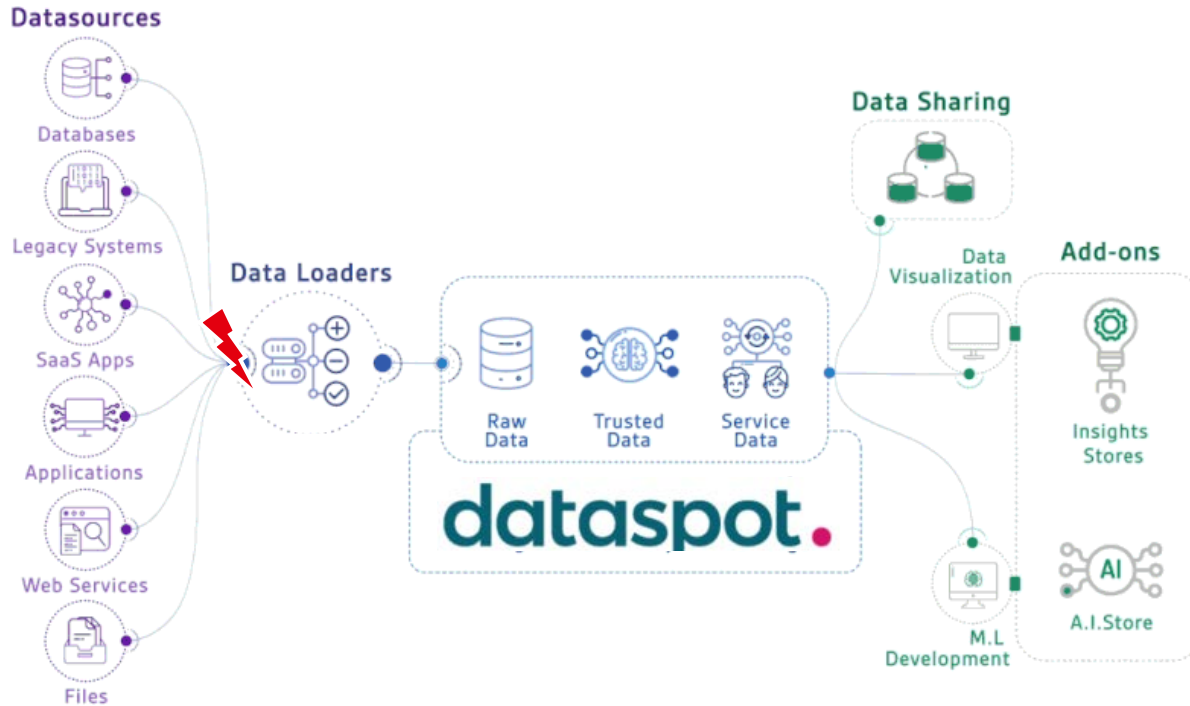 Datasources
Databases
Legacy Systems
SaaS Apps
Applications
Web Services
Files
Data Loaders
Raw
Data
Trusted
Data
Service
Data
dataspot.
Data Sharing
Data
Visualization
M.L
Development
Add-ons
Insights
Stores
AI
A.I.Store